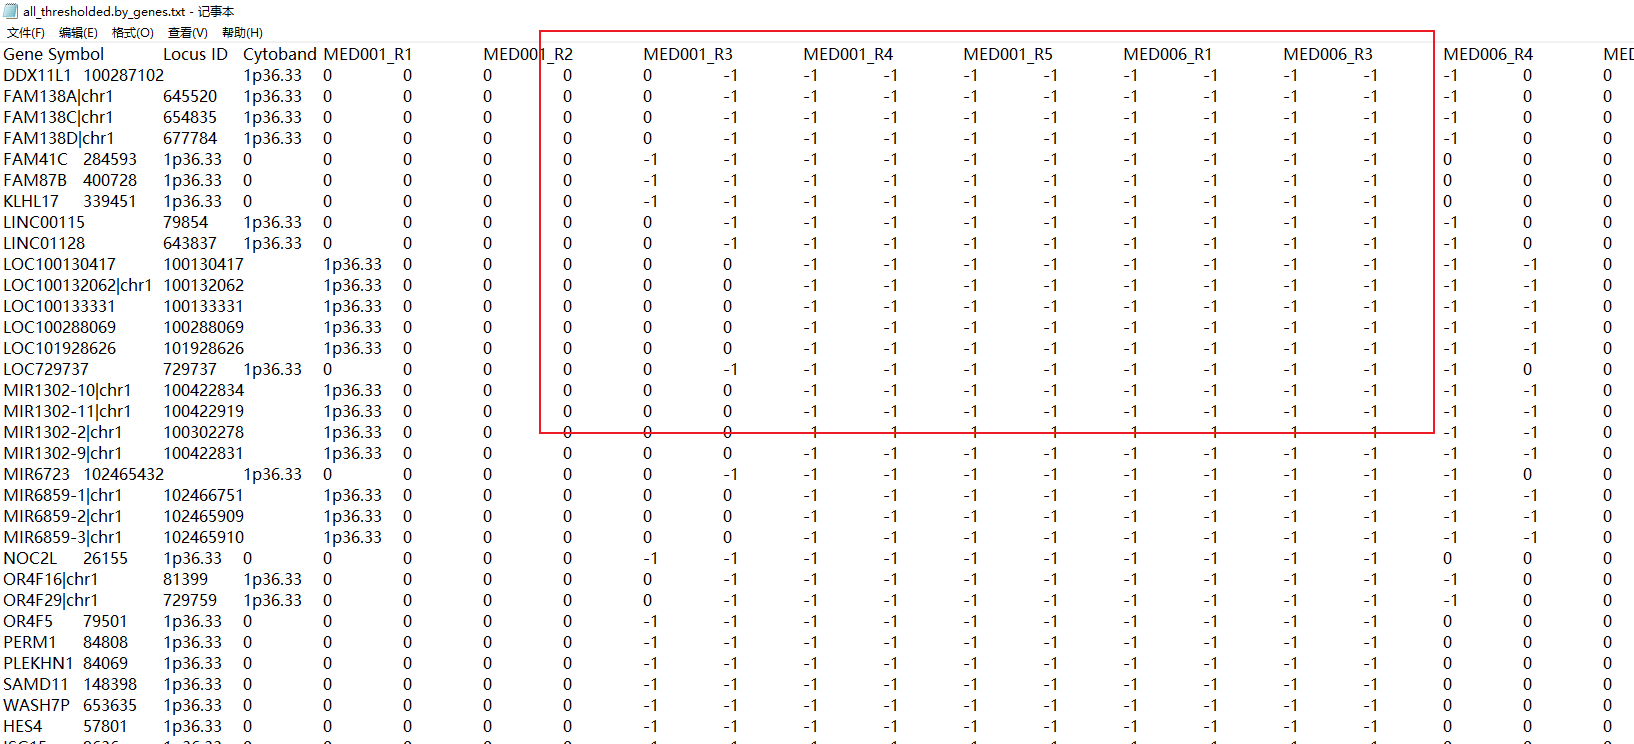 all_thresholded.by_genes.txt - 记事本
文件(F) 编辑(E) 格式(O) 查看(V) 帮助(H)
Gene Symbol Locus ID Cytoband MED001_R1 MED001_R2 MED001_R3 MED001_R4 MED001_R5 MED006_R1 MED006_R3 MED006_R4 MED
DDX11L1 100287102 1p36.33 0 0 0 0 0 -1 -1 -1 -1 -1 -1 -1 -1 -1 -1 0 0
FAM138A|chr1 645520 1p36.33 0 0 0 0 0 -1 -1 -1 -1 -1 -1 -1 -1 -1 -1 0 0
FAM138C|chr1 654835 1p36.33 0 0 0 0 0 -1 -1 -1 -1 -1 -1 -1 -1 -1 -1 0 0
FAM138D|chr1 677784 1p36.33 0 0 0 0 0 -1 -1 -1 -1 -1 -1 -1 -1 -1 -1 0 0
FAM41C 284593 1p36.33 0 0 0 0 0 -1 -1 -1 -1 -1 -1 -1 -1 -1 -1 0 0 0
FAM87B 400728 1p36.33 0 0 0 0 0 -1 -1 -1 -1 -1 -1 -1 -1 -1 -1 0 0 0
KLHL17 339451 1p36.33 0 0 0 0 0 -1 -1 -1 -1 -1 -1 -1 -1 -1 -1 0 0 0
LINC00115 79854 1p36.33 0 0 0 0 0 -1 -1 -1 -1 -1 -1 -1 -1 -1 -1 0 0
LINC01128 643837 1p36.33 0 0 0 0 0 -1 -1 -1 -1 -1 -1 -1 -1 -1 -1 0 0
LOC100130417 100130417 1p36.33 0 0 0 0 0 -1 -1 -1 -1 -1 -1 -1 -1 -1 -1 0
LOC100132062|chr1 100132062 1p36.33 0 0 0 0 0 -1 -1 -1 -1 -1 -1 -1 -1 -1 -1 0
LOC100133331 100133331 1p36.33 0 0 0 0 0 -1 -1 -1 -1 -1 -1 -1 -1 -1 -1 0
LOC100288069 100288069 1p36.33 0 0 0 0 0 -1 -1 -1 -1 -1 -1 -1 -1 -1 -1 0
LOC101928626 101928626 1p36.33 0 0 0 0 0 -1 -1 -1 -1 -1 -1 -1 -1 -1 -1 0
LOC729737 729737 1p36.33 0 0 0 0 0 -1 -1 -1 -1 -1 -1 -1 -1 -1 -1 0 0
MIR1302-10|chr1 100422834 1p36.33 0 0 0 0 0 -1 -1 -1 -1 -1 -1 -1 -1 -1 -1 0
MIR1302-11|chr1 100422919 1p36.33 0 0 0 0 0 -1 -1 -1 -1 -1 -1 -1 -1 -1 -1 0
MIR1302-2|chr1 100302278 1p36.33 0 0 0 0 0 -1 -1 -1 -1 -1 -1 -1 -1 -1 -1 0
MIR1302-9|chr1 100422831 1p36.33 0 0 0 0 0 -1 -1 -1 -1 -1 -1 -1 -1 -1 -1 0
MIR6723 102465432 1p36.33 0 0 0 0 0 -1 -1 -1 -1 -1 -1 -1 -1 -1 -1 0 0
MIR6859-1|chr1 102466751 1p36.33 0 0 0 0 0 -1 -1 -1 -1 -1 -1 -1 -1 -1 -1 0
MIR6859-2|chr1 102465909 1p36.33 0 0 0 0 0 -1 -1 -1 -1 -1 -1 -1 -1 -1 -1 0
MIR6859-3|chr1 102465910 1p36.33 0 0 0 0 0 -1 -1 -1 -1 -1 -1 -1 -1 -1 -1 0
NOC2L 26155 1p36.33 0 0 0 0 0 -1 -1 -1 -1 -1 -1 -1 -1 -1 -1 0 0 0
OR4F16|chr1 81399 1p36.33 0 0 0 0 0 -1 -1 -1 -1 -1 -1 -1 -1 -1 -1 0 0
OR4F29|chr1 729759 1p36.33 0 0 0 0 0 -1 -1 -1 -1 -1 -1 -1 -1 -1 -1 0 0
OR4F5 79501 1p36.33 0 0 0 0 0 -1 -1 -1 -1 -1 -1 -1 -1 -1 -1 0 0 0
PERM1 84808 1p36.33 0 0 0 0 0 -1 -1 -1 -1 -1 -1 -1 -1 -1 -1 0 0 0
PLEKHN1 84069 1p36.33 0 0 0 0 0 -1 -1 -1 -1 -1 -1 -1 -1 -1 -1 0 0 0
SAMD11 148398 1p36.33 0 0 0 0 0 -1 -1 -1 -1 -1 -1 -1 -1 -1 -1 0 0 0
WASH7P 653635 1p36.33 0 0 0 0 0 -1 -1 -1 -1 -1 -1 -1 -1 -1 -1 0 0 0
HES4 57801 1p36.33 0 0 0 0 0 -1 -1 -1 -1 -1 -1 -1 -1 -1 -1 0 0 0